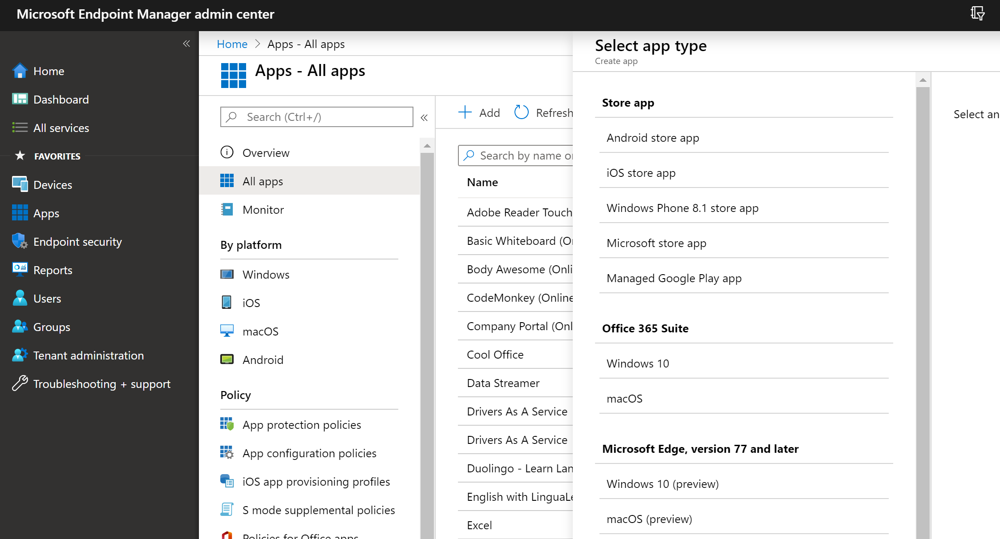 Microsoft Endpoint Manager admin center
Home
Dashboard
All services
FAVORITES
Devices
Apps
Endpoint security
Reports
Users
Groups
Tenant administration
Troubleshooting + support
Home > Apps - All apps
Apps - All apps
Search (Ctrl+/)
Overview
All apps
Monitor
By platform
Windows
iOS
macOS
Android
Policy
App protection policies
App configuration policies
iOS app provisioning profiles
S mode supplemental policies
Policies for Office apps
Add
Refresh
Search by name or
Name
Adobe Reader Touch
Basic Whiteboard (On
Body Awesome (Onli
CodeMonkey (Online
Company Portal (Onl
Cool Office
Data Streamer
Drivers As A Service
Drivers As A Service
Duolingo - Learn Lan
English with LinguaLe
Excel
Select app type
Create app
Store app
Android store app
iOS store app
Windows Phone 8.1 store app
Microsoft store app
Managed Google Play app
Office 365 Suite
Windows 10
macOS
Microsoft Edge, version 77 and later
Windows 10 (preview)
macOS (preview)
Select an